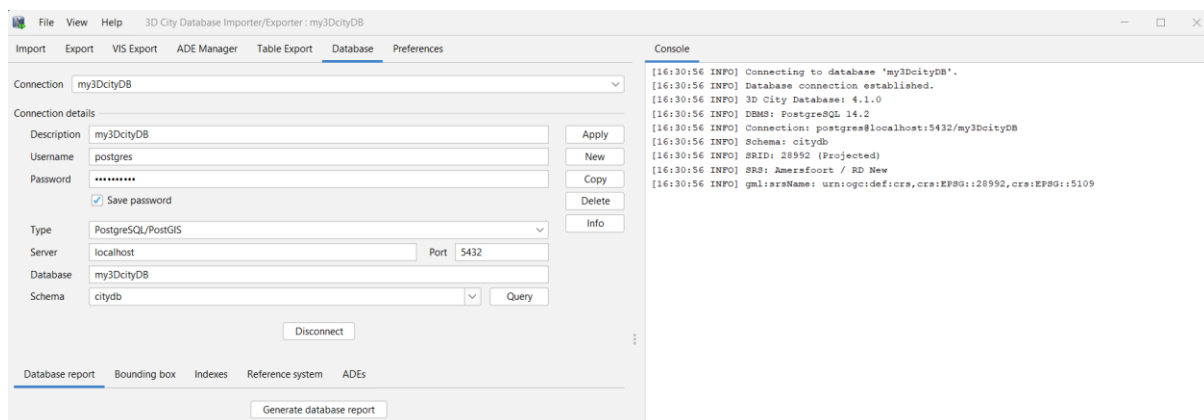 File View Help 3D City Database Importer/Exporter : my3DcityDB
Import Export VIS Export ADE Manager Table Export Database Preferences
Connection my3DcityDB
Connection details
Description my3DcityDB Apply
Username postgres New
Password •••••••••• Copy
Save password Delete
Info
Type PostgreSQL/PostGIS
Server localhost Port 5432
Database my3DcityDB
Schema citydb Query
Disconnect
Database report Bounding box Indexes Reference system ADEs
Generate database report
Console
[16:30:56 INFO] Connecting to database 'my3DcityDB'.
[16:30:56 INFO] Database connection established.
[16:30:56 INFO] 3D City Database: 4.1.0
[16:30:56 INFO] DBMS: PostgreSQL 14.2
[16:30:56 INFO] Connection: postgres@localhost:5432/my3DcityDB
[16:30:56 INFO] Schema: citydb
[16:30:56 INFO] SRID: 28992 (Projected)
[16:30:56 INFO] SRS: Amersfoort / RD New
[16:30:56 INFO] gml:srsName: urn:ogc:def:crs,crs:EPSG::28992,crs:EPSG::5109